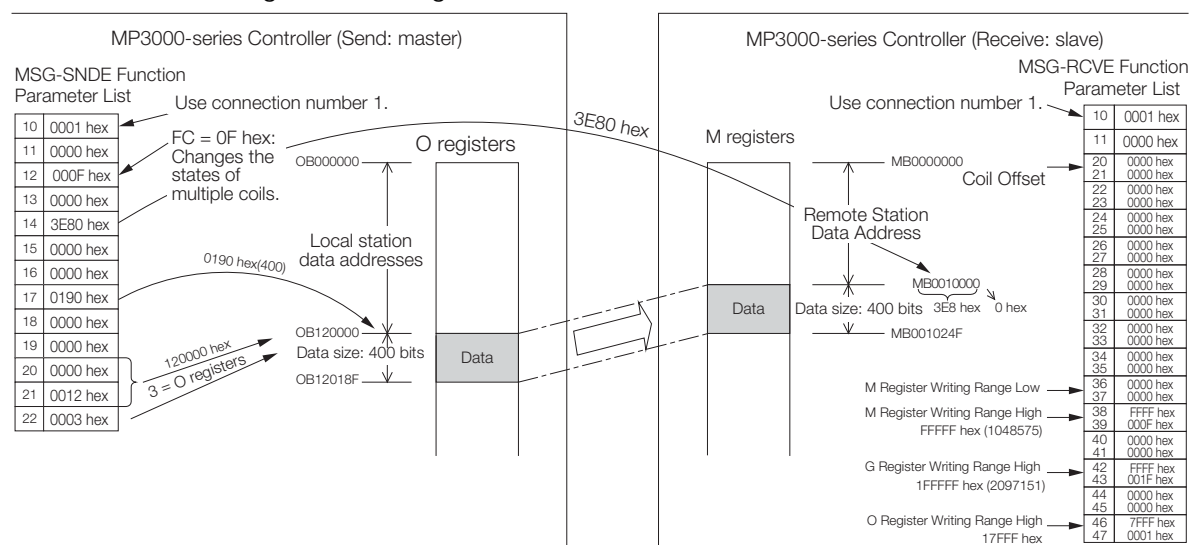 MP3000-series Controller (Send: master)
MSG-SNDE Function
Parameter List
Use connection number 1.
10 0001 hex
11 0000 hex
12 000F hex
13 0000 hex
14 3E80 hex
15 0000 hex
16 0000 hex
17 0190 hex
18 0000 hex
19 0000 hex
20 0000 hex
21 0012 hex
22 0003 hex
FC = 0F hex:
Changes the
states of
multiple coils.
O registers
OB000000
Local station
data addresses
0190 hex(400)
OB120000
Data size: 400 bits
OB12018F
Data
120000 hex
3 = O registers
3E80 hex
MP3000-series Controller (Receive: slave)
MSG-RCVE Function
Parameter List
Use connection number 1.
M registers
MB0000000
Coil Offset
Remote Station
Data Address
MB0010000
3E8 hex
0 hex
Data
Data size: 400 bits
MB001024F
M Register Writing Range Low
M Register Writing Range High
FFFFF hex (1048575)
G Register Writing Range High
1FFFFF hex (2097151)
O Register Writing Range High
17FFF hex
10 0001 hex
11 0000 hex
20 0000 hex
21 0000 hex
22 0000 hex
23 0000 hex
24 0000 hex
25 0000 hex
26 0000 hex
27 0000 hex
28 0000 hex
29 0000 hex
30 0000 hex
31 0000 hex
32 0000 hex
33 0000 hex
34 0000 hex
35 0000 hex
36 0000 hex
37 0000 hex
38 FFFF hex
39 000F hex
40 0000 hex
41 0000 hex
42 FFFF hex
43 001F hex
44 0000 hex
45 0000 hex
46 7FFF hex
47 0001 hex